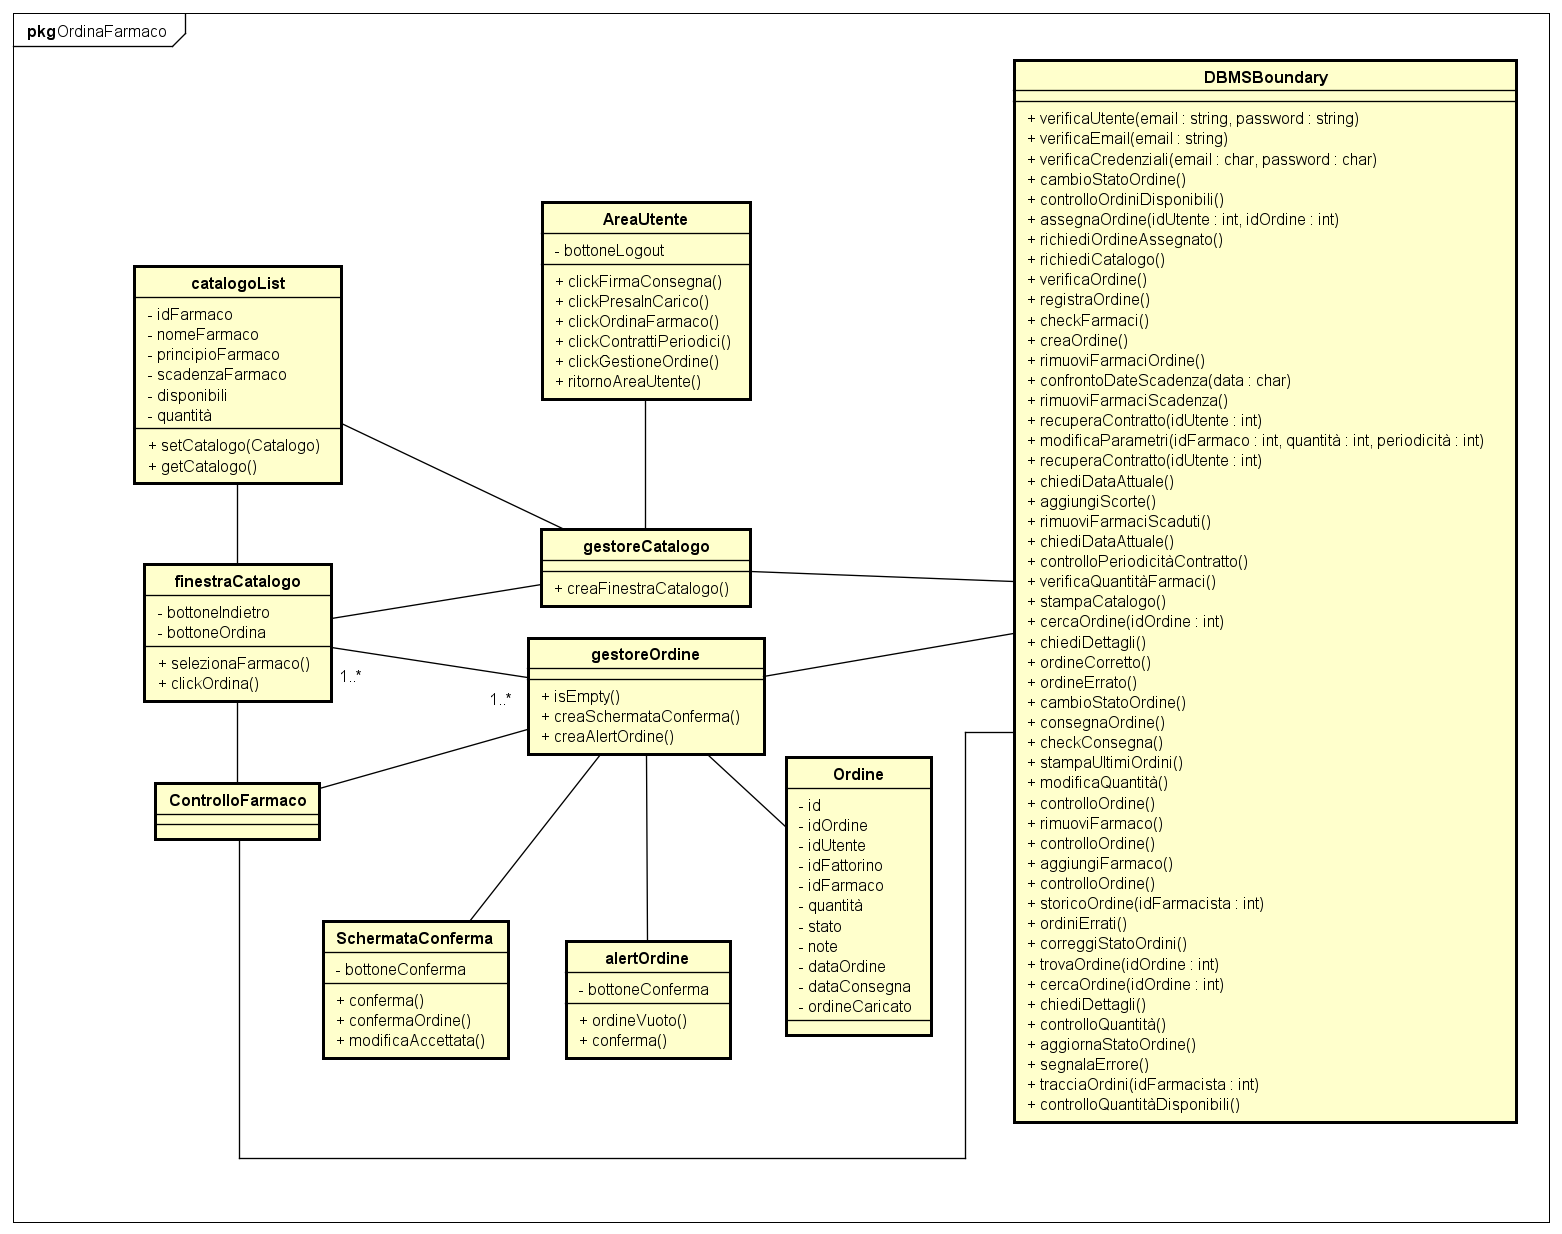 pkgOrdinaFarmaco
DBMSBoundary
+ verificaUtente(email : string, password : string)
+ verificaEmail(email : string)
+ verificaCredenziali(email : char, password : char)
+ cambioStatoOrdine()
+ controlloOrdiniDisponibili()
+ assegnaOrdine(idUtente : int, idOrdine : int)
+ richiediOrdineAssegnato()
+ richiediCatalogo()
+ verificaOrdine()
+ registraOrdine()
+ checkFarmaci()
+ creaOrdine()
+ rimuoviFarmaciOrdine()
+ confrontoDateScadenza(data : char)
+ rimuoviFarmaciScadenza()
+ recuperaContratto(idUtente : int)
+ modificaParametri(idFarmaco : int, quantità : int, periodicità : int)
+ recuperaContratto(idUtente : int)
+ chiediDataAttuale()
+ aggiungiScorte()
+ rimuoviFarmaciScaduti()
+ chiediDataAttuale()
+ controlloPeriodicitàContratto()
+ verificaQuantitàFarmaci()
+ stampaCatalogo()
+ cercaOrdine(idOrdine : int)
+ chiediDettagli()
+ ordineCorretto()
+ ordineErrato()
+ cambioStatoOrdine()
+ consegnaOrdine()
+ checkConsegna()
+ stampaUltimiOrdini()
+ modificaQuantità()
+ controlloOrdine()
+ rimuoviFarmaco()
+ controlloOrdine()
+ aggiungiFarmaco()
+ controlloOrdine()
+ storicoOrdine(idFarmacista : int)
+ ordiniErrati()
+ correggiStatoOrdini()
+ trovaOrdine(idOrdine : int)
+ cercaOrdine(idOrdine : int)
+ chiediDettagli()
+ controlloQuantità()
+ aggiornaStatoOrdine()
+ segnalaErrore()
+ tracciaOrdini(idFarmacista : int)
+ controlloQuantitàDisponibili()
AreaUtente
- bottoneLogout
+ clickFirmaConsegna()
+ clickPresaInCarico()
+ clickOrdinaFarmaco()
+ clickContrattiPeriodici()
+ clickGestioneOrdine()
+ ritornoAreaUtente()
catalogoList
- idFarmaco
- nomeFarmaco
- principioFarmaco
- scadenzaFarmaco
- disponibili
- quantità
+ setCatalogo(Catalogo)
+ getCatalogo()
gestoreCatalogo
+ creaFinestraCatalogo()
finestraCatalogo
- bottoneIndietro
- bottoneOrdina
+ selezionaFarmaco()
+ clickOrdina()
1..*
1..*
gestoreOrdine
+ isEmpty()
+ creaSchermataConferma()
+ creaAlertOrdine()
ControlloFarmaco
Ordine
- id
- idOrdine
- idUtente
- idFattorino
- idFarmaco
- quantità
- stato
- note
- dataOrdine
- dataConsegna
- ordineCaricato
SchermataConferma
- bottoneConferma
+ conferma()
+ confermaOrdine()
+ modificaAccettata()
alertOrdine
- bottoneConferma
+ ordineVuoto()
+ conferma()